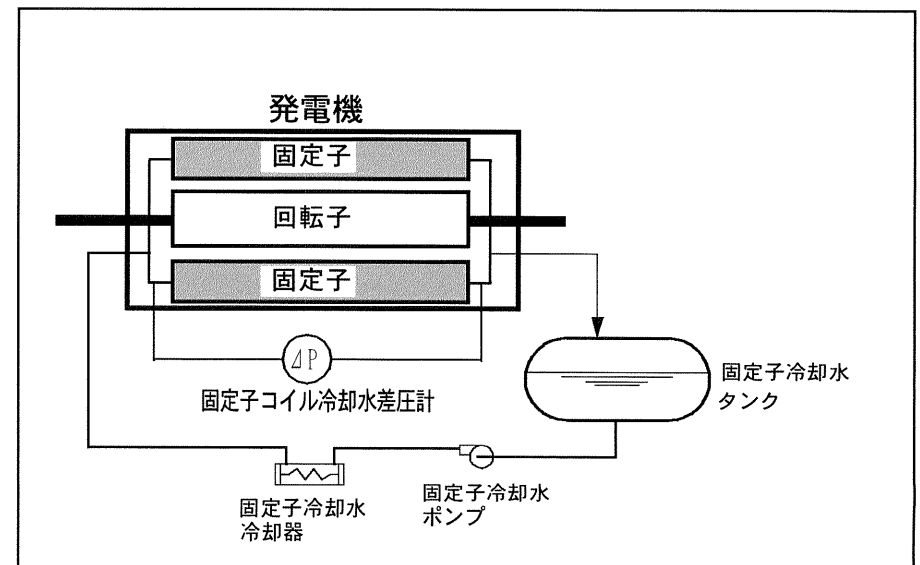 発電機
固定子
回転子
固定子
ΔP
固定子コイル冷却水差圧計
固定子冷却水
タンク
固定子冷却水
ポンプ
固定子冷却水
冷却器